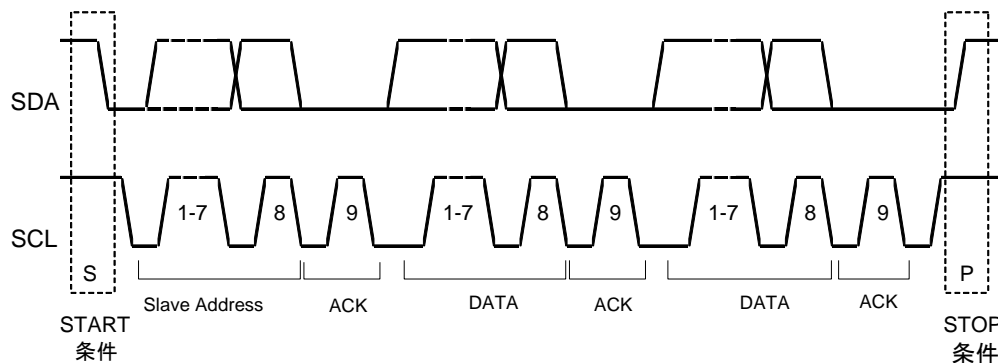 SDA
SCL
1-7 8 9 1-7 8 9 1-7 8 9
S P
Slave Address ACK DATA ACK DATA ACK
START
条件
STOP
条件